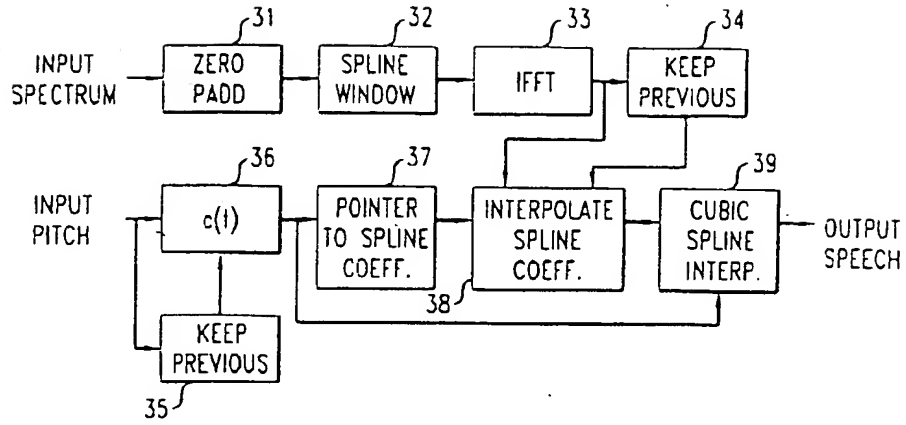 31
32
33
34
INPUT
SPECTRUM
ZERO
PADD
SPLINE
WINDOW
IFFT
KEEP
PREVIOUS
36
37
39
INPUT
PITCH
c(t)
POINTER
TO SPLINE
COEFF.
INTERPOLATE
SPLINE
COEFF.
CUBIC
SPLINE
INTERP.
OUTPUT
SPEECH
38
KEEP
PREVIOUS
35